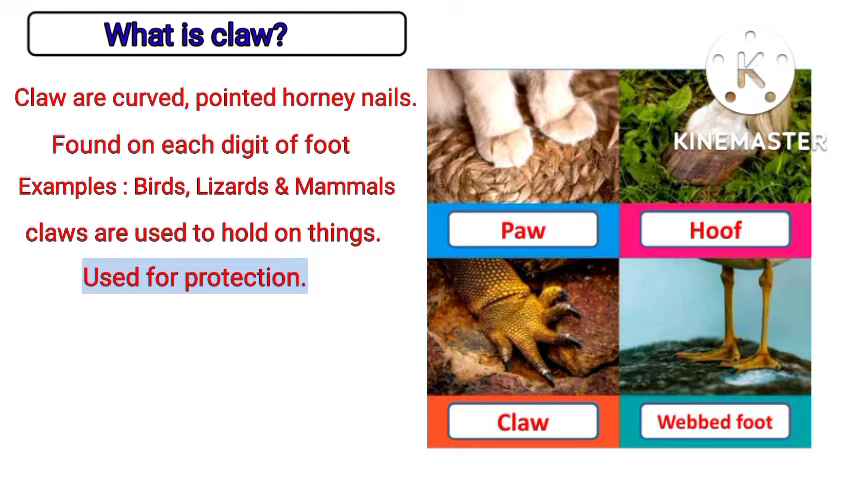 What is claw?
Claw are curved, pointed horney nails.
Found on each digit of foot
Examples : Birds, Lizards & Mammals
claws are used to hold on things.
Used for protection.
K
KINEMASTER
Paw
Hoof
Claw
Webbed foot